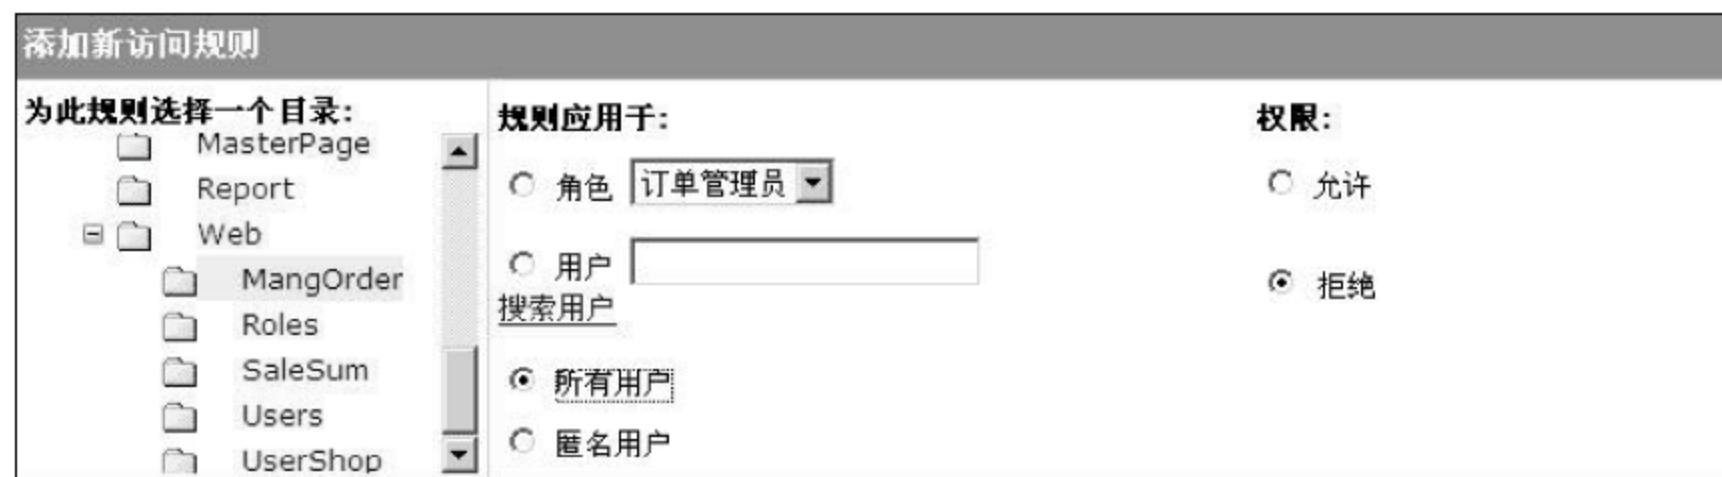 添加新访问规则
为此规则选择一个目录:
MasterPage
Report
Web
MangOrder
Roles
SaleSum
Users
UserShop
规则应用于:
角色 订单管理员
用户
搜索用户
所有用户
匿名用户
权限:
允许
拒绝